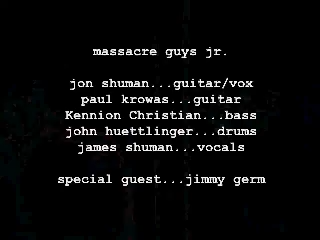 massacre guys jr.
jon shuman...guitar/vox
paul krowas...guitar
Kennion Christian...bass
john huettlinger...drums
james shuman...vocals
special guest...jimmy germ